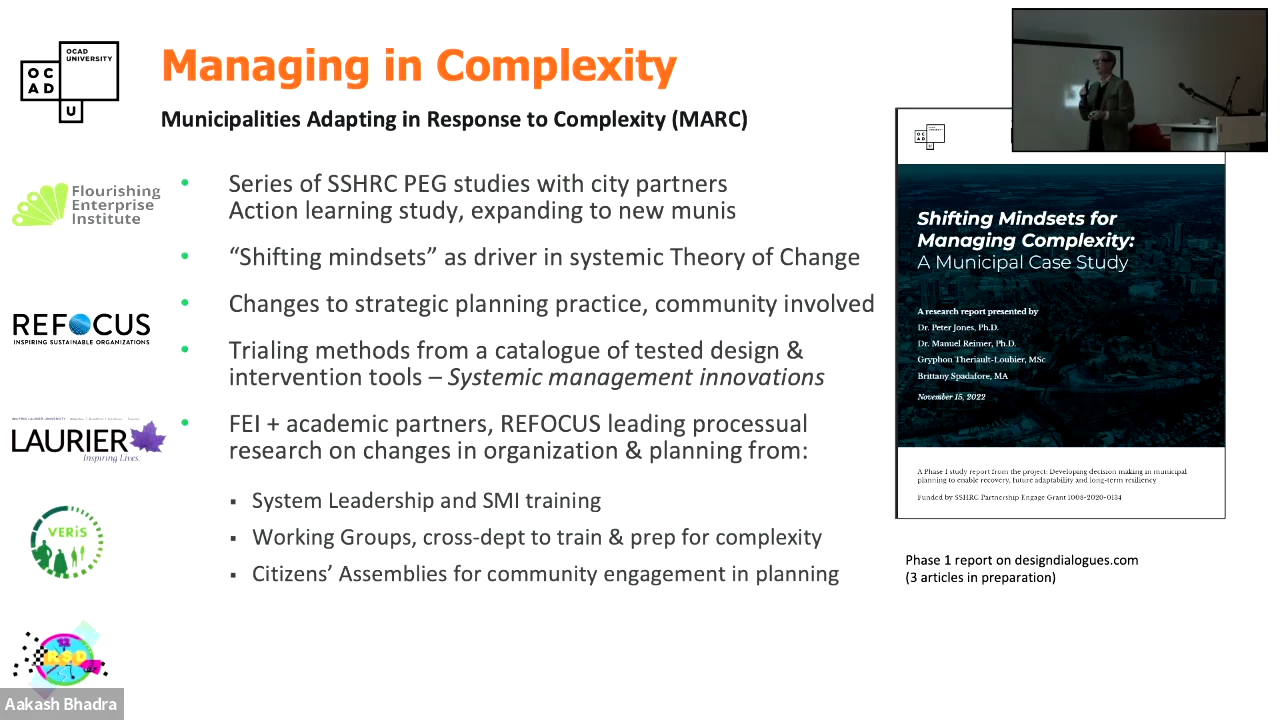 OCAD
UNIVERSITY
OC
AD
U
Managing in Complexity
Municipalities Adapting in Response to Complexity (MARC)
Flourishing
Enterprise
Institute
• Series of SSHRC PEG studies with city partners
Action learning study, expanding to new munis
• “Shifting mindsets” as driver in systemic Theory of Change
• Changes to strategic planning practice, community involved
REFOCUS
INSPIRING SUSTAINABLE ORGANIZATIONS
• Trialing methods from a catalogue of tested design &
intervention tools – Systemic management innovations
LAURIER
Inspiring Lives!
• FEI + academic partners, REFOCUS leading processual
research on changes in organization & planning from:
▪ System Leadership and SMI training
▪ Working Groups, cross-dept to train & prep for complexity
▪ Citizens’ Assemblies for community engagement in planning
VERiS
RSD
Aakash Bhadra
Shifting Mindsets for
Managing Complexity:
A Municipal Case Study
A research report presented by
Dr. Peter Jones, Ph.D.
Dr. Manuel Reimer, Ph.D.
Gryphon Theriault-Loubier, MSc
Brittany Spadafore, MA
November 15, 2022
A Phase I study report from the project: Developing decision making in municipal
planning to enable recovery, future adaptability and long-term resiliency
Funded by SSHRC Partnership Engage Grant 1008-2020-0134
Phase 1 report on designdialogues.com
(3 articles in preparation)